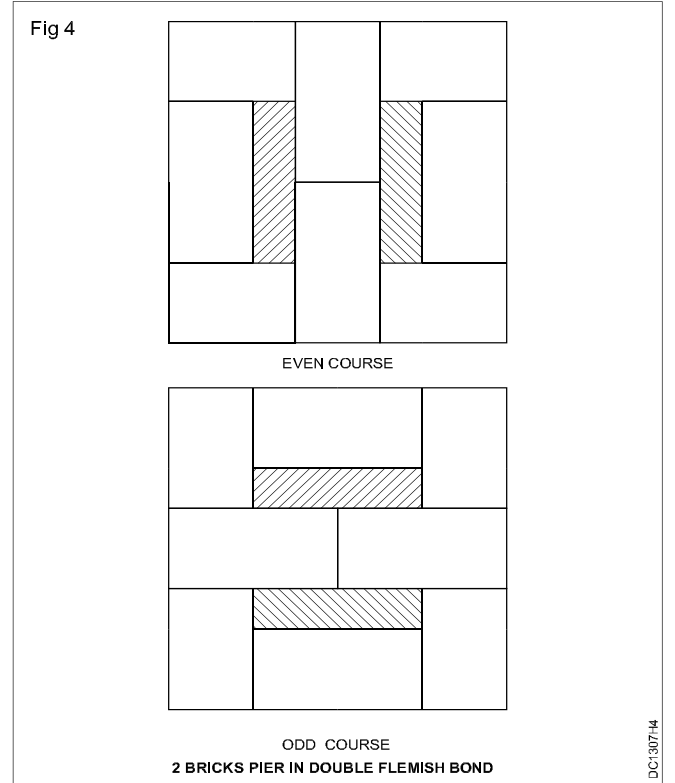 Fig 4
EVEN COURSE
ODD COURSE
2 BRICKS PIER IN DOUBLE FLEMISH BOND
DC1307H4